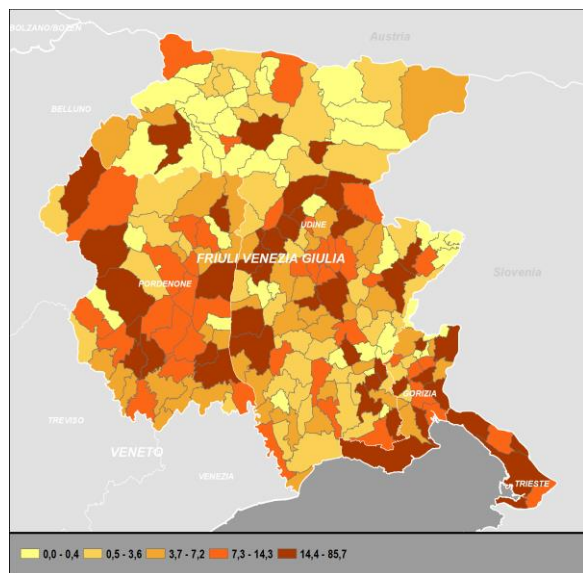 BOLZANO/BOZEN
Austria
BELLUNO
UDINE
FRIULI VENEZIA GIULIA
Slovenia
PORDENONE
GORIZIA
TREVISO
VENETO
VENEZIA
TRIESTE
0,0 - 0,4 0,5 - 3,6 3,7 - 7,2 7,3 - 14,3 14,4 - 85,7